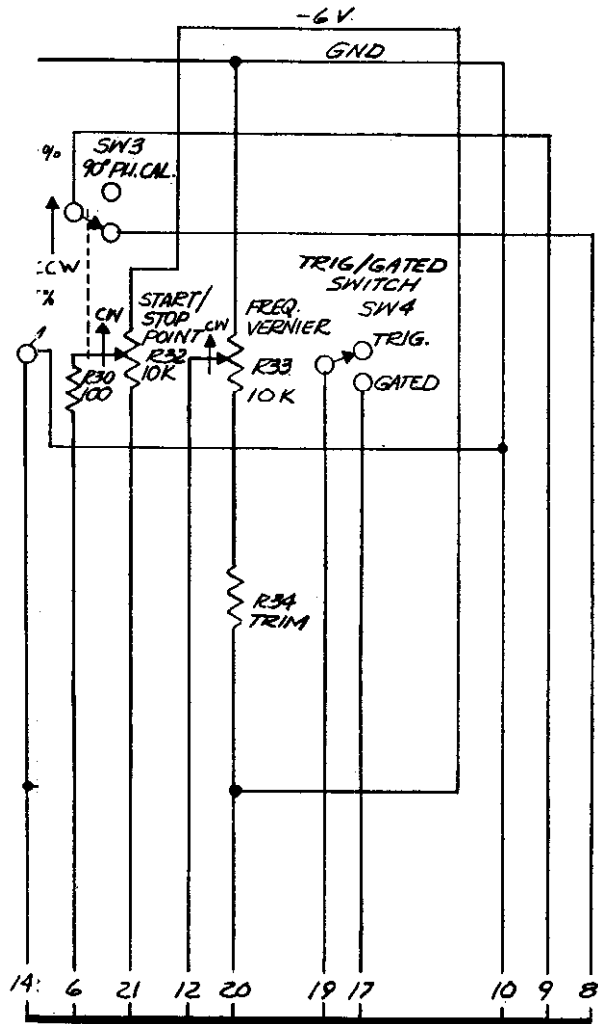 -6 V.
GND
%
SW3
90° PH. CAL.
CCW
%
TRIG/GATED
SWITCH
SW4
TRIG.
GATED
START/
STOP
POINT
CW
R32
10K
CW
FREQ.
VERNIER
R33
10K
R30
100
R34
TRIM
14 6 21 12 20 19 17 10 9 8